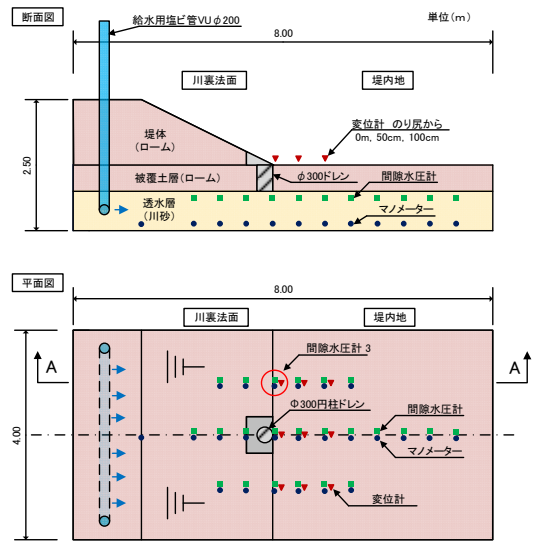 断面図
給水用塩ビ管VUφ200
単位(m)
8.00
川裏法面
堤内地
2.50
堤体
(ローム)
変位計 のり尻から
0m, 50cm, 100cm
被覆土層(ローム)
φ300ドレン
間隙水圧計
透水層
(川砂)
マノメーター
平面図
8.00
川裏法面
堤内地
A
A
間隙水圧計 3
4.00
Φ300円柱ドレン
間隙水圧計
マノメーター
変位計